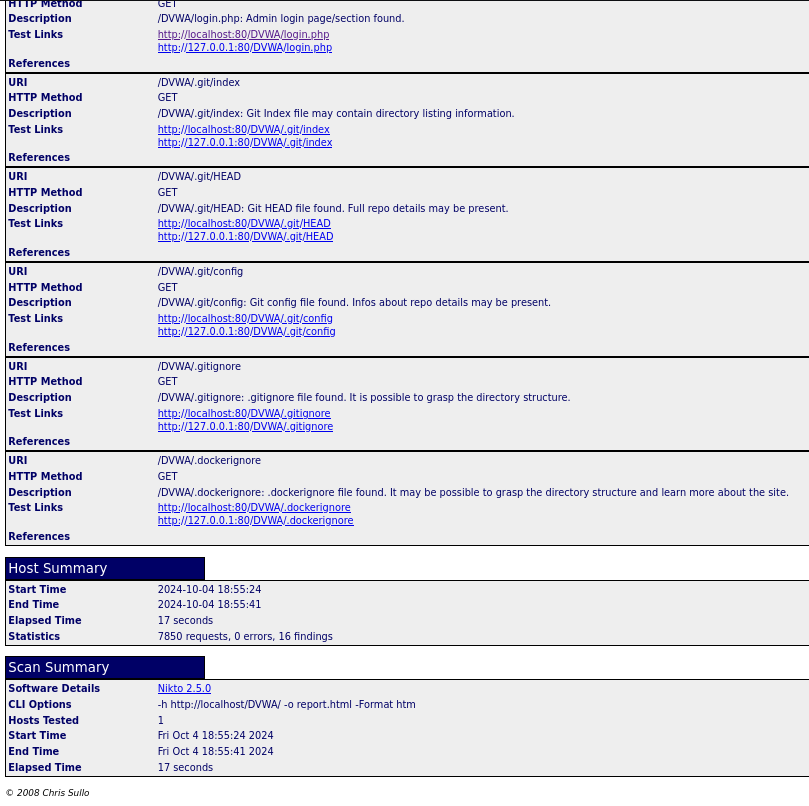 HTTP Method GET
Description /DVWA/login.php: Admin login page/section found.
Test Links http://localhost:80/DVWA/login.php
http://127.0.0.1:80/DVWA/login.php
References
URI /DVWA/.git/index
HTTP Method GET
Description /DVWA/.git/index: Git Index file may contain directory listing information.
Test Links http://localhost:80/DVWA/.git/index
http://127.0.0.1:80/DVWA/.git/index
References
URI /DVWA/.git/HEAD
HTTP Method GET
Description /DVWA/.git/HEAD: Git HEAD file found. Full repo details may be present.
Test Links http://localhost:80/DVWA/.git/HEAD
http://127.0.0.1:80/DVWA/.git/HEAD
References
URI /DVWA/.git/config
HTTP Method GET
Description /DVWA/.git/config: Git config file found. Infos about repo details may be present.
Test Links http://localhost:80/DVWA/.git/config
http://127.0.0.1:80/DVWA/.git/config
References
URI /DVWA/.gitignore
HTTP Method GET
Description /DVWA/.gitignore: .gitignore file found. It is possible to grasp the directory structure.
Test Links http://localhost:80/DVWA/.gitignore
http://127.0.0.1:80/DVWA/.gitignore
References
URI /DVWA/.dockerignore
HTTP Method GET
Description /DVWA/.dockerignore: .dockerignore file found. It may be possible to grasp the directory structure and learn more about the site.
Test Links http://localhost:80/DVWA/.dockerignore
http://127.0.0.1:80/DVWA/.dockerignore
References
Host Summary
Start Time 2024-10-04 18:55:24
End Time 2024-10-04 18:55:41
Elapsed Time 17 seconds
Statistics 7850 requests, 0 errors, 16 findings
Scan Summary
Software Details Nikto 2.5.0
CLI Options -h http://localhost/DVWA/ -o report.html -Format htm
Hosts Tested 1
Start Time Fri Oct 4 18:55:24 2024
End Time Fri Oct 4 18:55:41 2024
Elapsed Time 17 seconds
© 2008 Chris Sullo